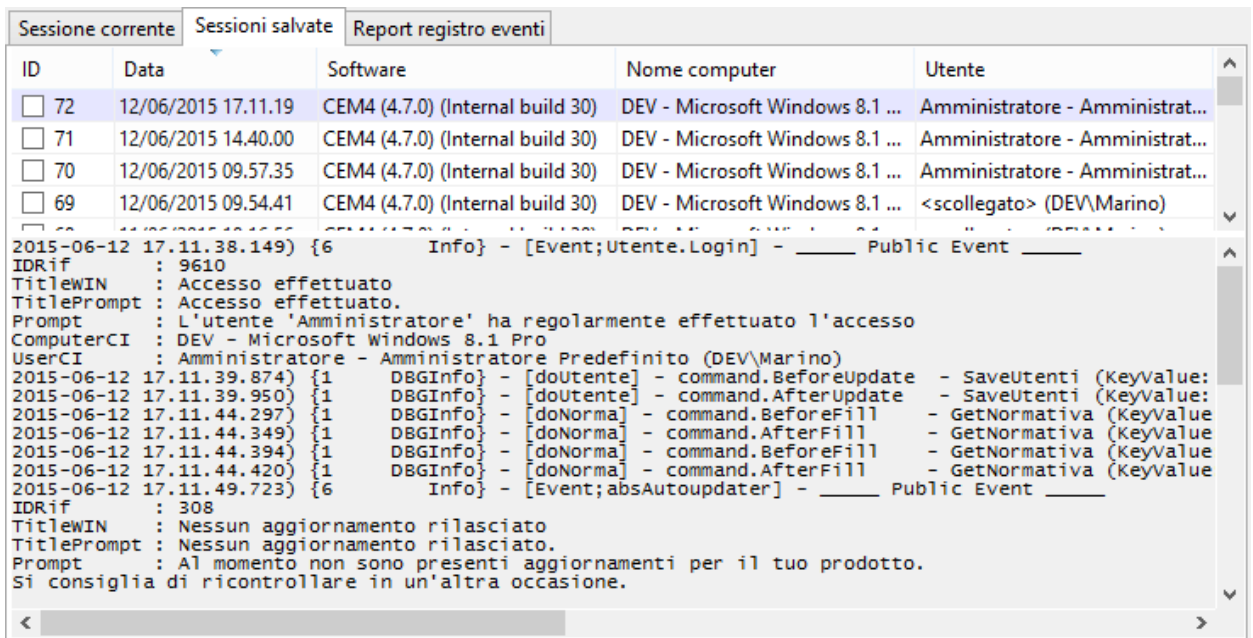 Sessione corrente Sessioni salvate Report registro eventi
ID Data Software Nome computer Utente
72 12/06/2015 17.11.19 CEM4 (4.7.0) (Internal build 30) DEV - Microsoft Windows 8.1 ... Amministratore - Amministrat...
71 12/06/2015 14.40.00 CEM4 (4.7.0) (Internal build 30) DEV - Microsoft Windows 8.1 ... Amministratore - Amministrat...
70 12/06/2015 09.57.35 CEM4 (4.7.0) (Internal build 30) DEV - Microsoft Windows 8.1 ... Amministratore - Amministrat...
69 12/06/2015 09.54.41 CEM4 (4.7.0) (Internal build 30) DEV - Microsoft Windows 8.1 ... <scollegato> (DEV\Marino)
2015-06-12 17.11.38.149) {6 Info} - [Event;Utente.Login] - _____ Public Event _____
IDRif : 9610
TitleWIN : Accesso effettuato
TitlePrompt : Accesso effettuato.
Prompt : L'utente 'Amministratore' ha regolarmente effettuato l'accesso
ComputerCI : DEV - Microsoft Windows 8.1 Pro
UserCI : Amministratore - Amministratore Predefinito (DEV\Marino)
2015-06-12 17.11.39.874) {1 DBGInfo} - [doUtente] - command.BeforeUpdate - SaveUtenti (KeyValue:
2015-06-12 17.11.39.950) {1 DBGInfo} - [doUtente] - command.AfterUpdate - SaveUtenti (KeyValue:
2015-06-12 17.11.44.297) {1 DBGInfo} - [doNorma] - command.BeforeFill - GetNormativa (KeyValue
2015-06-12 17.11.44.349) {1 DBGInfo} - [doNorma] - command.AfterFill - GetNormativa (KeyValue
2015-06-12 17.11.44.394) {1 DBGInfo} - [doNorma] - command.BeforeFill - GetNormativa (KeyValue
2015-06-12 17.11.44.420) {1 DBGInfo} - [doNorma] - command.AfterFill - GetNormativa (KeyValue
2015-06-12 17.11.49.723) {6 Info} - [Event;absAutoupdater] - _____ Public Event _____
IDRif : 308
TitleWIN : Nessun aggiornamento rilasciato
TitlePrompt : Nessun aggiornamento rilasciato.
Prompt : Al momento non sono presenti aggiornamenti per il tuo prodotto.
Si consiglia di ricontrollare in un'altra occasione.